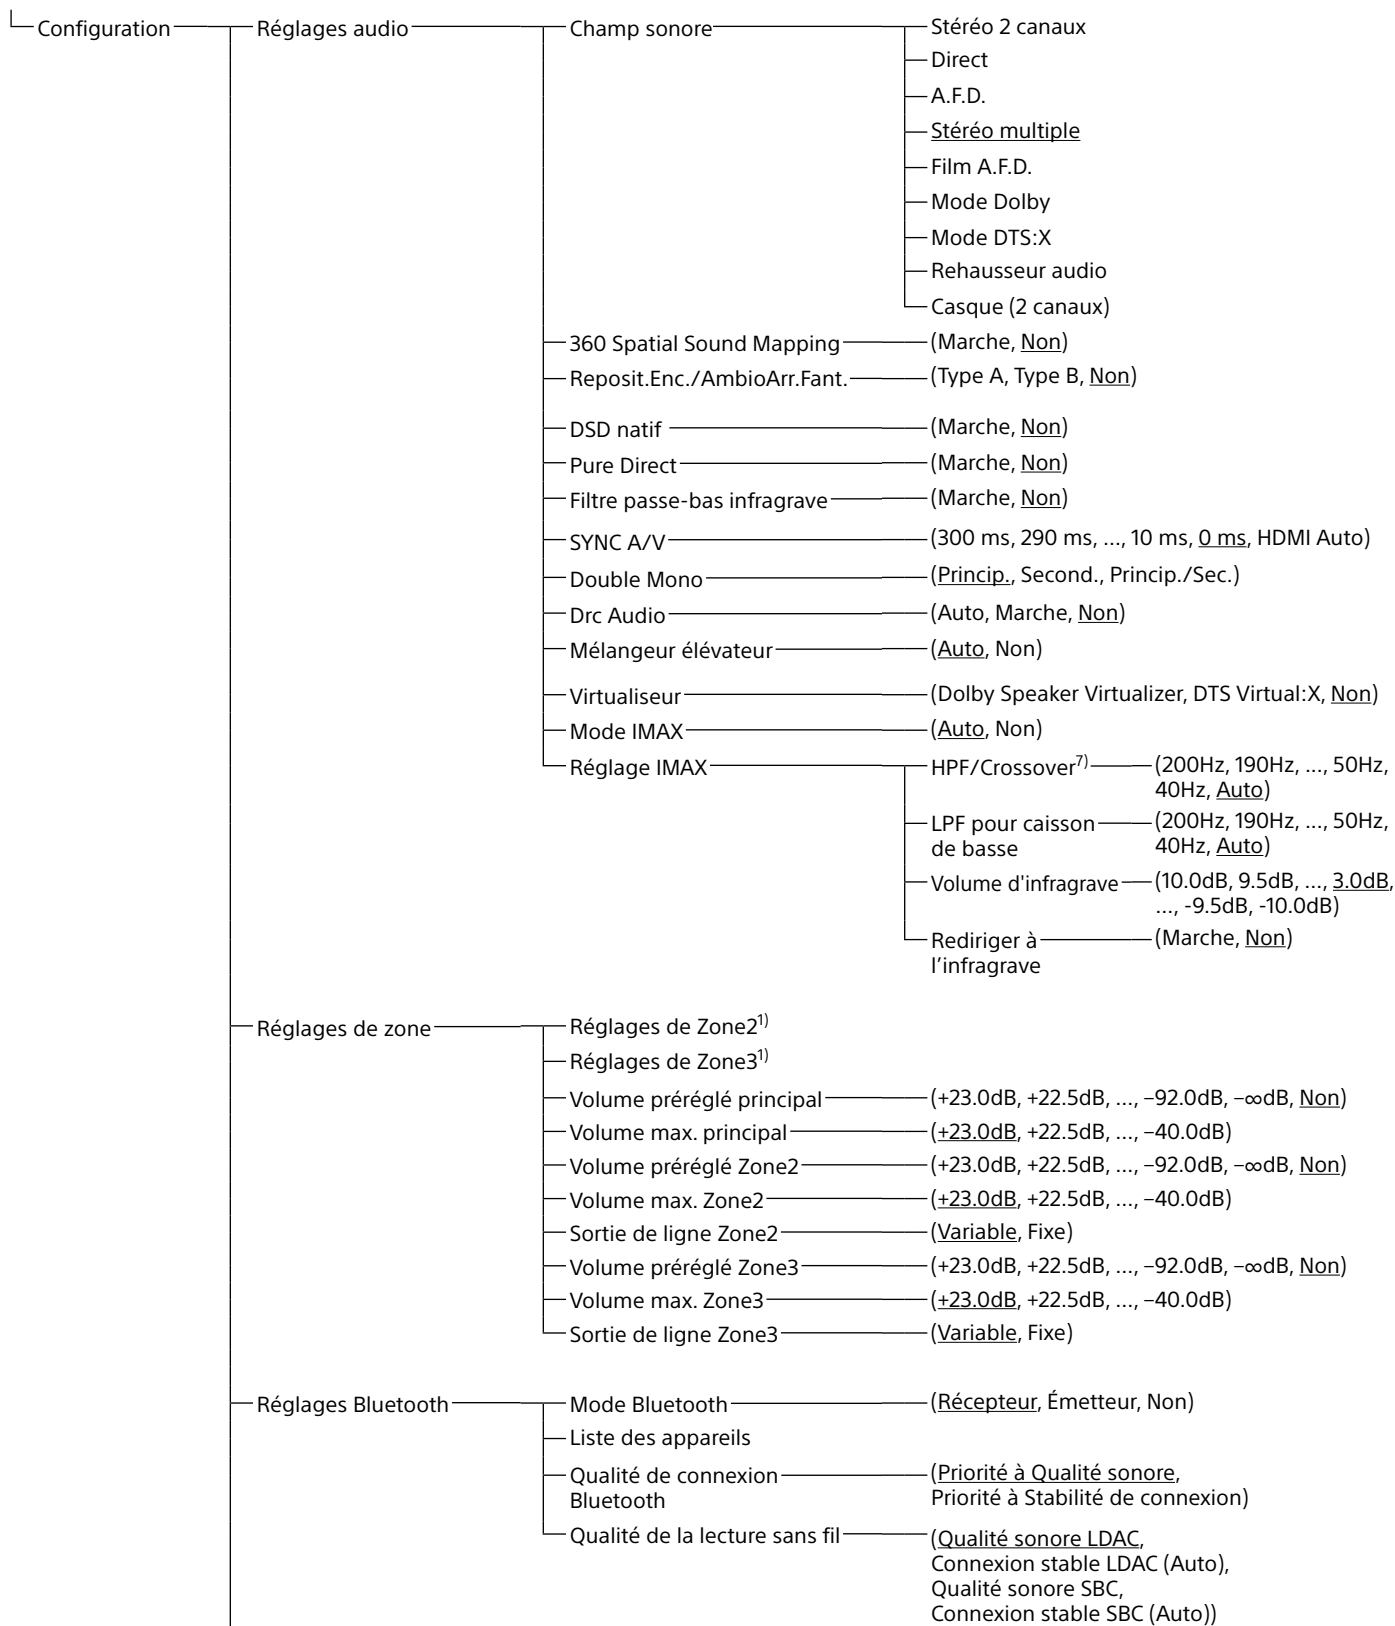 Configuration
Réglages audio
Champ sonore
Stéréo 2 canaux
Direct
A.F.D.
Stéréo multiple
Film A.F.D.
Mode Dolby
Mode DTS:X
Rehausseur audio
Casque (2 canaux)
360 Spatial Sound Mapping
(Marche, Non)
Reposit.Enc./AmbioArr.Fant.
(Type A, Type B, Non)
DSD natif
(Marche, Non)
Pure Direct
(Marche, Non)
Filtre passe-bas infragrave
(Marche, Non)
SYNC A/V
(300 ms, 290 ms, ..., 10 ms, 0 ms, HDMI Auto)
Double Mono
(Princip., Second., Princip./Sec.)
Drc Audio
(Auto, Marche, Non)
Mélangeur élévateur
(Auto, Non)
Virtualiseur
(Dolby Speaker Virtualizer, DTS Virtual:X, Non)
Mode IMAX
(Auto, Non)
Réglage IMAX
HPF/Crossover7)
(200Hz, 190Hz, ..., 50Hz,
40Hz, Auto)
LPF pour caisson
de basse
(200Hz, 190Hz, ..., 50Hz,
40Hz, Auto)
Volume d'infragrave
(10.0dB, 9.5dB, ..., 3.0dB,
..., -9.5dB, -10.0dB)
Rediriger à
l’infragrave
(Marche, Non)
Réglages de zone
Réglages de Zone21)
Réglages de Zone31)
Volume préréglé principal
(+23.0dB, +22.5dB, ..., −92.0dB, −∞dB, Non)
Volume max. principal
(+23.0dB, +22.5dB, ..., −40.0dB)
Volume préréglé Zone2
(+23.0dB, +22.5dB, ..., −92.0dB, −∞dB, Non)
Volume max. Zone2
(+23.0dB, +22.5dB, ..., −40.0dB)
Sortie de ligne Zone2
(Variable, Fixe)
Volume préréglé Zone3
(+23.0dB, +22.5dB, ..., −92.0dB, −∞dB, Non)
Volume max. Zone3
(+23.0dB, +22.5dB, ..., −40.0dB)
Sortie de ligne Zone3
(Variable, Fixe)
Réglages Bluetooth
Mode Bluetooth
(Récepteur, Émetteur, Non)
Liste des appareils
Qualité de connexion
Bluetooth
(Priorité à Qualité sonore,
Priorité à Stabilité de connexion)
Qualité de la lecture sans fil
(Qualité sonore LDAC,
Connexion stable LDAC (Auto),
Qualité sonore SBC,
Connexion stable SBC (Auto))